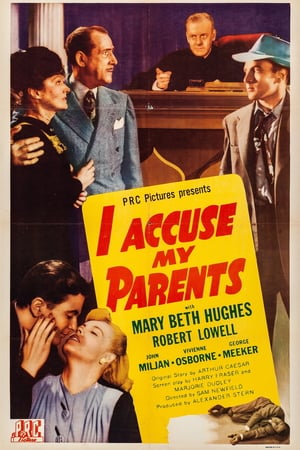 PRC Pictures presents
I ACCUSE
MY
PARENTS
with
MARY BETH HUGHES
ROBERT LOWELL
JOHN VIVIENNE GEORGE
MILJAN • OSBORNE • MEEKER
Original Story by ARTHUR CAESAR
Screen play by HARRY FRASER and
MARJORIE DUDLEY
Directed by SAM NEWFIELD
Produced by ALEXANDER STERN
PRC
Picture